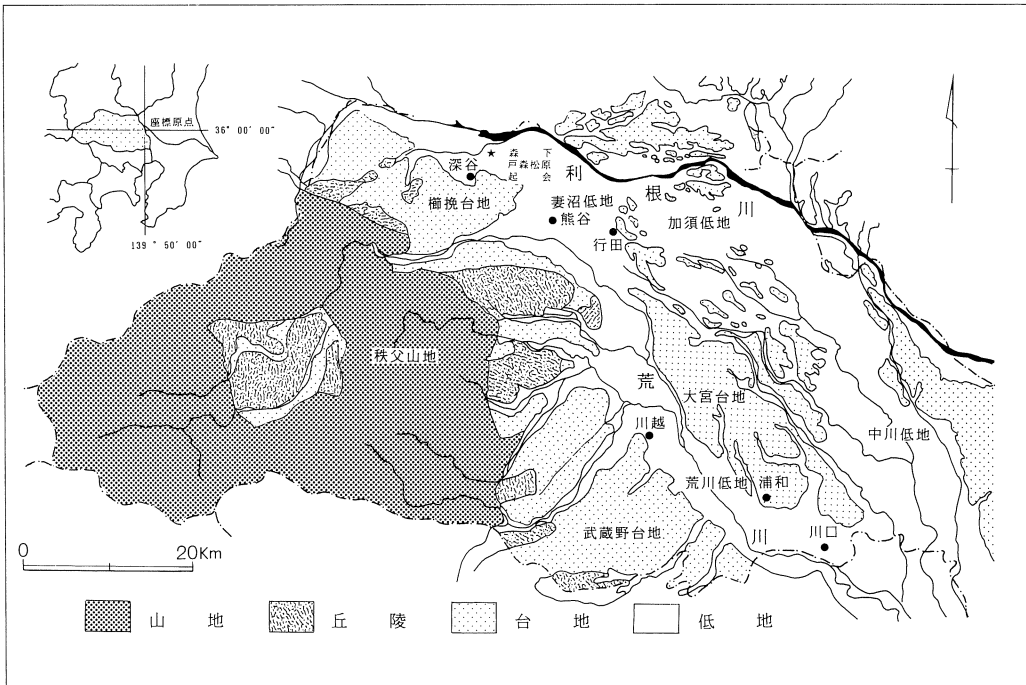 座標原点
36° 00′ 00″
139° 50′ 00″
★ 森下
戸森松原
起会
深谷
利
根
川
櫛挽台地
妻沼低地
熊谷
行田
加須低地
秩父山地
荒
大宮台地
川越
中川低地
荒川低地
浦和
武蔵野台地
川
川口
0 20Km
山地
丘陵
台地
低地